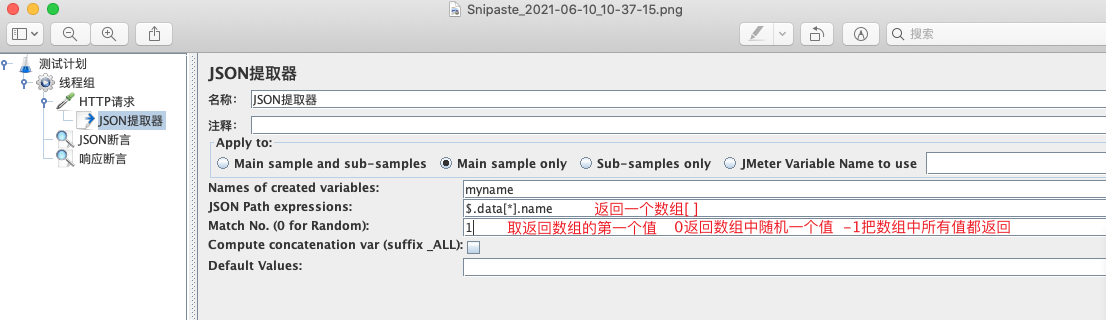 Snipaste_2021-06-10_10-37-15.png
搜索
测试计划
线程组
HTTP请求
JSON提取器
JSON断言
响应断言
JSON提取器
名称： JSON提取器
注释：
Apply to:
Main sample and sub-samples Main sample only Sub-samples only JMeter Variable Name to use
Names of created variables: myname
JSON Path expressions: $.data[*].name 返回一个数组[ ]
Match No. (0 for Random): 1 取返回数组的第一个值 0返回数组中随机一个值 -1把数组中所有值都返回
Compute concatenation var (suffix _ALL):
Default Values: